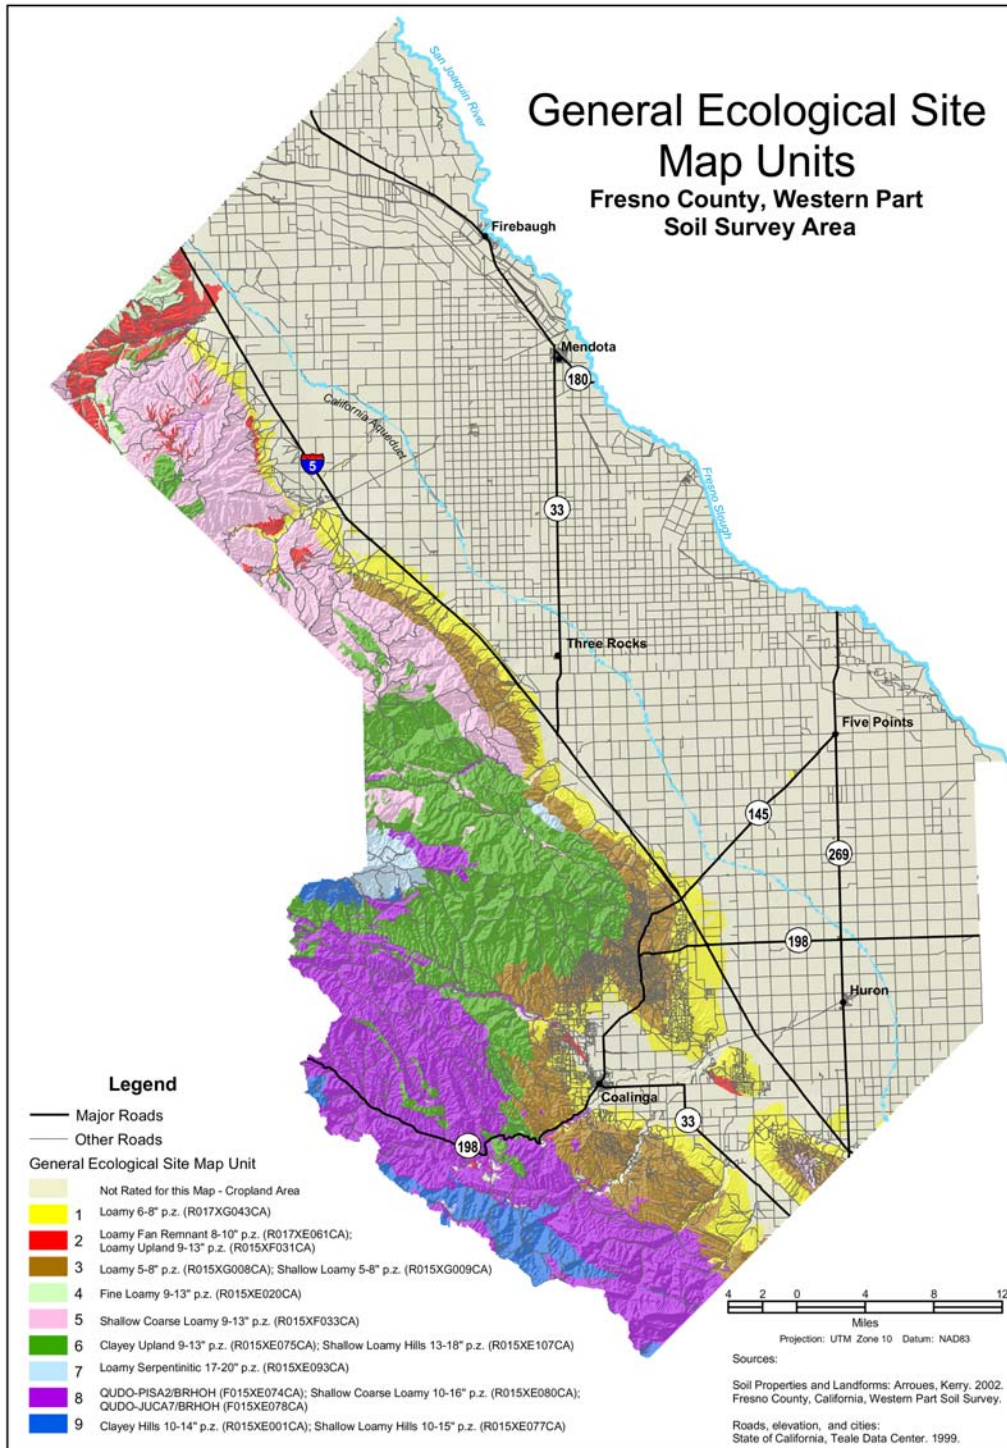 General Ecological Site
Map Units
Fresno County, Western Part
Soil Survey Area
San Joaquin River
Firebaugh
Mendota
180
California Aqueduct
5
33
Fresno Slough
Three Rocks
Five Points
145
269
198
Huron
Coalinga
33
198
Legend
Major Roads
Other Roads
General Ecological Site Map Unit
Not Rated for this Map - Cropland Area
1 Loamy 6-8" p.z. (R017XG043CA)
2 Loamy Fan Remnant 8-10" p.z. (R017XE061CA);
Loamy Upland 9-13" p.z. (R015XF031CA)
3 Loamy 5-8" p.z. (R015XG008CA); Shallow Loamy 5-8" p.z. (R015XG009CA)
4 Fine Loamy 9-13" p.z. (R015XE020CA)
5 Shallow Coarse Loamy 9-13" p.z. (R015XF033CA)
6 Clayey Upland 9-13" p.z. (R015XE075CA); Shallow Loamy Hills 13-18" p.z. (R015XE107CA)
7 Loamy Serpentinitic 17-20" p.z. (R015XE093CA)
8 QUDO-PISA2/BRHOH (F015XE074CA); Shallow Coarse Loamy 10-16" p.z. (R015XE080CA);
QUDO-JUCA7/BRHOH (F015XE078CA)
9 Clayey Hills 10-14" p.z. (R015XE001CA); Shallow Loamy Hills 10-15" p.z. (R015XE077CA)
4 2 0 4 8 12
Miles
Projection: UTM Zone 10 Datum: NAD83
Sources:
Soil Properties and Landforms: Arroues, Kerry. 2002.
Fresno County, California, Western Part Soil Survey.
Roads, elevation, and cities:
State of California, Teale Data Center. 1999.